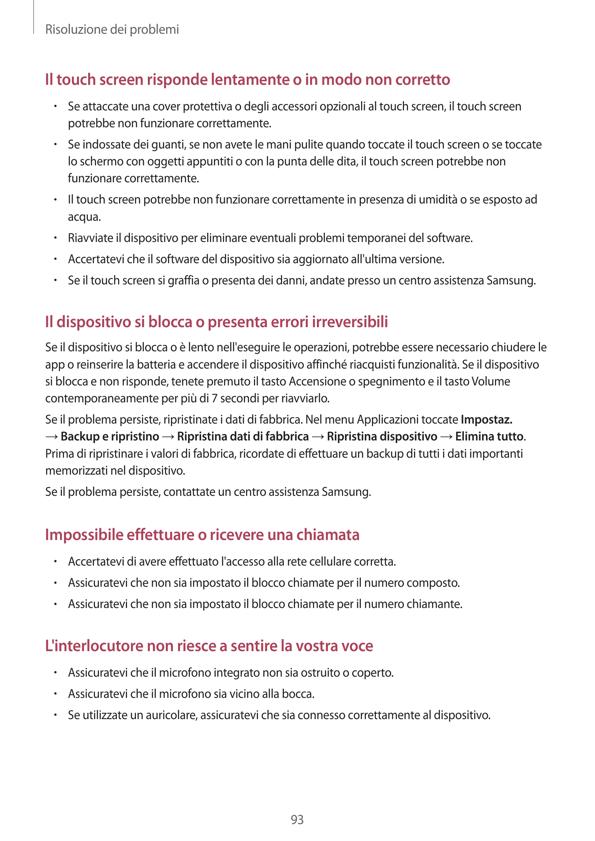 Risoluzione dei problemi
Il touch screen risponde lentamente o in modo non corretto
• Se attaccate una cover protettiva o degli accessori opzionali al touch screen, il touch screen
potrebbe non funzionare correttamente.
• Se indossate dei guanti, se non avete le mani pulite quando toccate il touch screen o se toccate
lo schermo con oggetti appuntiti o con la punta delle dita, il touch screen potrebbe non
funzionare correttamente.
• Il touch screen potrebbe non funzionare correttamente in presenza di umidità o se esposto ad
acqua.
• Riavviate il dispositivo per eliminare eventuali problemi temporanei del software.
• Accertatevi che il software del dispositivo sia aggiornato all'ultima versione.
• Se il touch screen si graffia o presenta dei danni, andate presso un centro assistenza Samsung.
Il dispositivo si blocca o presenta errori irreversibili
Se il dispositivo si blocca o è lento nell'eseguire le operazioni, potrebbe essere necessario chiudere le
app o reinserire la batteria e accendere il dispositivo affinché riacquisti funzionalità. Se il dispositivo
si blocca e non risponde, tenete premuto il tasto Accensione o spegnimento e il tasto Volume
contemporaneamente per più di 7 secondi per riavviarlo.
Se il problema persiste, ripristinate i dati di fabbrica. Nel menu Applicazioni toccate Impostaz.
→ Backup e ripristino → Ripristina dati di fabbrica → Ripristina dispositivo → Elimina tutto.
Prima di ripristinare i valori di fabbrica, ricordate di effettuare un backup di tutti i dati importanti
memorizzati nel dispositivo.
Se il problema persiste, contattate un centro assistenza Samsung.
Impossibile effettuare o ricevere una chiamata
• Accertatevi di avere effettuato l'accesso alla rete cellulare corretta.
• Assicuratevi che non sia impostato il blocco chiamate per il numero composto.
• Assicuratevi che non sia impostato il blocco chiamate per il numero chiamante.
L'interlocutore non riesce a sentire la vostra voce
• Assicuratevi che il microfono integrato non sia ostruito o coperto.
• Assicuratevi che il microfono sia vicino alla bocca.
• Se utilizzate un auricolare, assicuratevi che sia connesso correttamente al dispositivo.
93